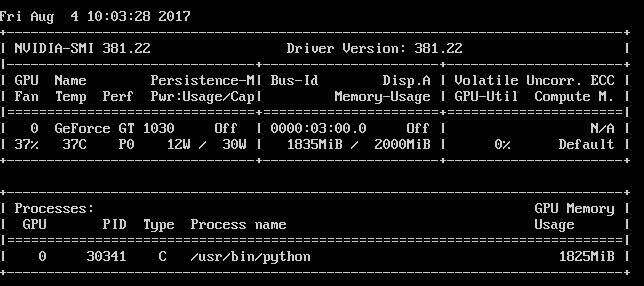 Fri Aug  4 10:03:28 2017
+-----------------------------------------------------------------------------+
| NVIDIA-SMI 381.22                 Driver Version: 381.22                    |
|-------------------------------+----------------------+----------------------+
| GPU  Name        Persistence-M| Bus-Id        Disp.A | Volatile Uncorr. ECC |
| Fan  Temp  Perf  Pwr:Usage/Cap|         Memory-Usage | GPU-Util  Compute M. |
|===============================+======================+======================|
|   0  GeForce GT 1030     Off  | 0000:03:00.0     Off |                  N/A |
| 37%   37C    P0    12W /  30W |   1835MiB /  2000MiB |      0%      Default |
+-------------------------------+----------------------+----------------------+
+-----------------------------------------------------------------------------+
| Processes:                                                       GPU Memory |
|  GPU       PID  Type  Process name                               Usage      |
|=============================================================================|
|    0     30341    C   /usr/bin/python                               1825MiB |
+-----------------------------------------------------------------------------+